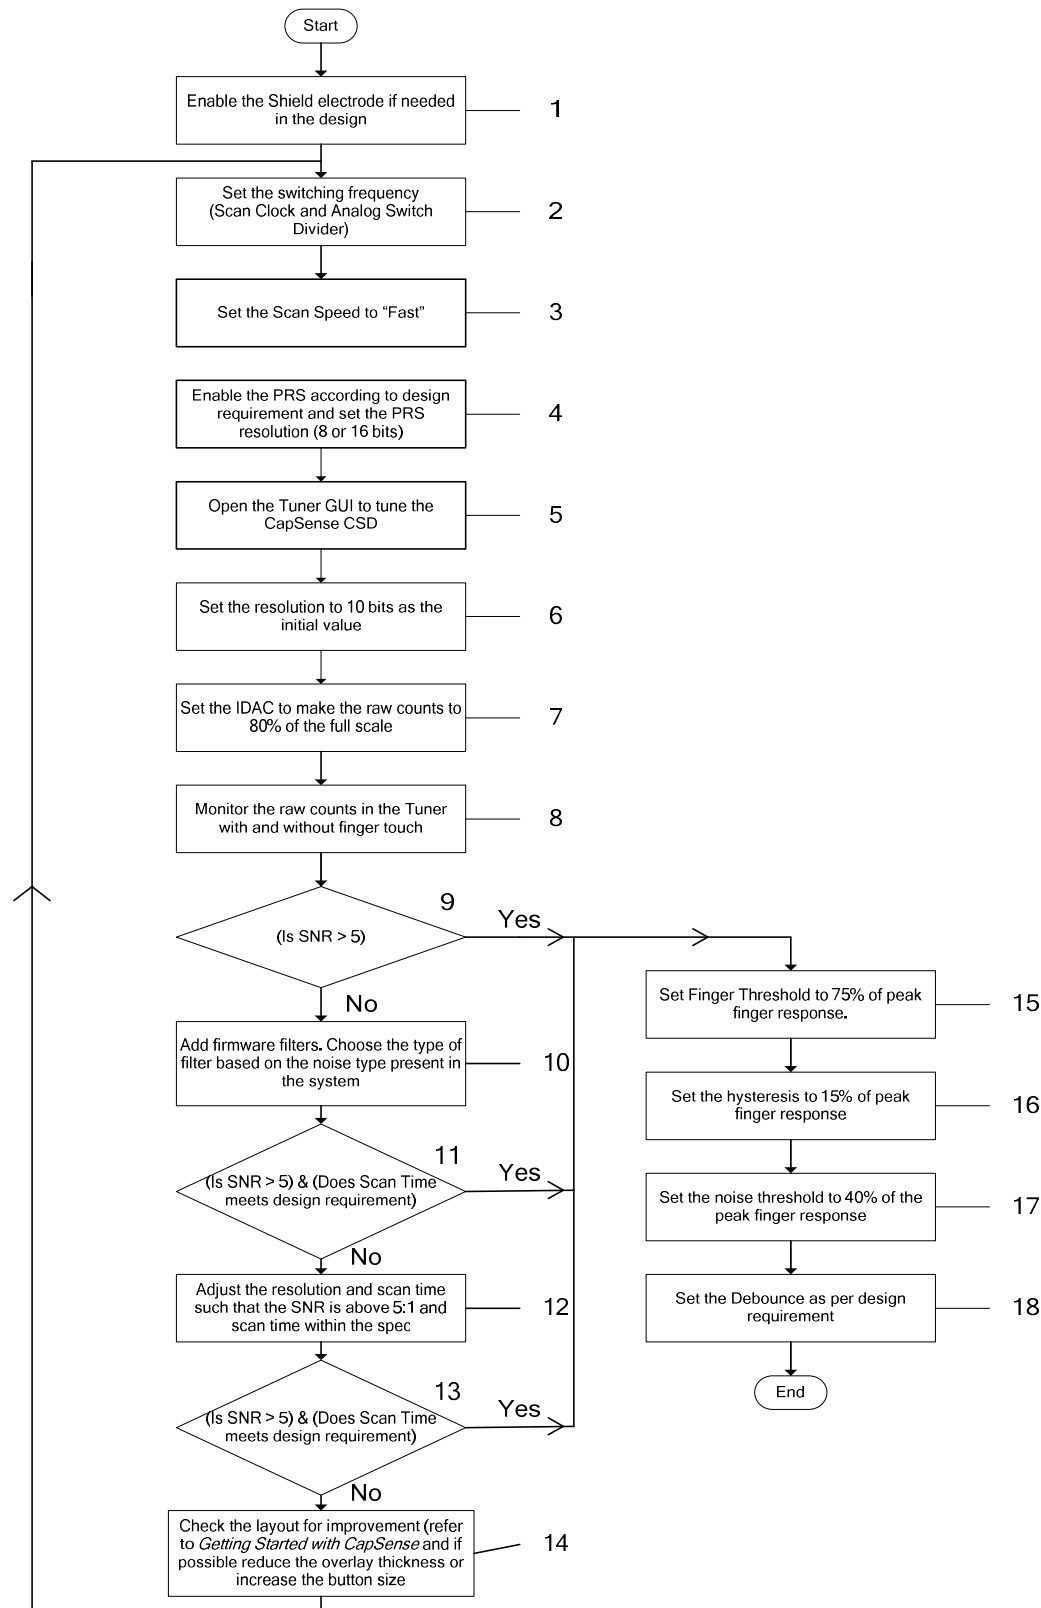 Start
Enable the Shield electrode if needed
in the design
1
Set the switching frequency
(Scan Clock and Analog Switch
Divider)
2
Set the Scan Speed to “Fast”
3
Enable the PRS according to design
requirement and set the PRS
resolution (8 or 16 bits)
4
Open the Tuner GUI to tune the
CapSense CSD
5
Set the resolution to 10 bits as the
initial value
6
Set the IDAC to make the raw counts to
80% of the full scale
7
Monitor the raw counts in the Tuner
with and without finger touch
8
(Is SNR > 5)
9
Yes
No
Add firmware filters. Choose the type of
filter based on the noise type present in
the system
10
(Is SNR > 5) & (Does Scan Time
meets design requirement)
11
Yes
No
Adjust the resolution and scan time
such that the SNR is above 5:1 and
scan time within the spec
12
(Is SNR > 5) & (Does Scan Time
meets design requirement)
13
Yes
No
Check the layout for improvement (refer
to Getting Started with CapSense and if
possible reduce the overlay thickness or
increase the button size
14
Set Finger Threshold to 75% of peak
finger response.
15
Set the hysteresis to 15% of peak
finger response
16
Set the noise threshold to 40% of the
peak finger response
17
Set the Debounce as per design
requirement
18
End